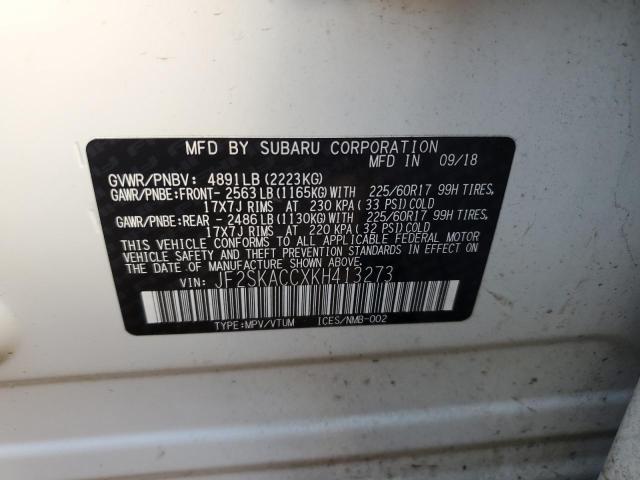 MFD BY SUBARU CORPORATION
MFD IN 09/18
GVWR/PNBV: 4891LB(2223KG)
GAWR/PNBE:FRONT-2563LB(1165KG)WITH 225/60R17 99H TIRES,
17X7J RIMS AT 230 KPA(33 PSI)COLD
GAWR/PNBE:REAR -2486LB(1130KG)WITH 225/60R17 99H TIRES,
17X7J RIMS AT 220 KPA(32 PSI)COLD
THIS VEHICLE CONFORMS TO ALL APPLICABLE FEDERAL MOTOR
VEHICLE SAFETY AND THEFT PREVENTION STANDARDS IN EFFECT
ON THE DATE OF MANUFACTURE SHOWN ABOVE.
VIN: JF2SKACCXKH413273
TYPE:MPV/VTUM ICES/NMB-002